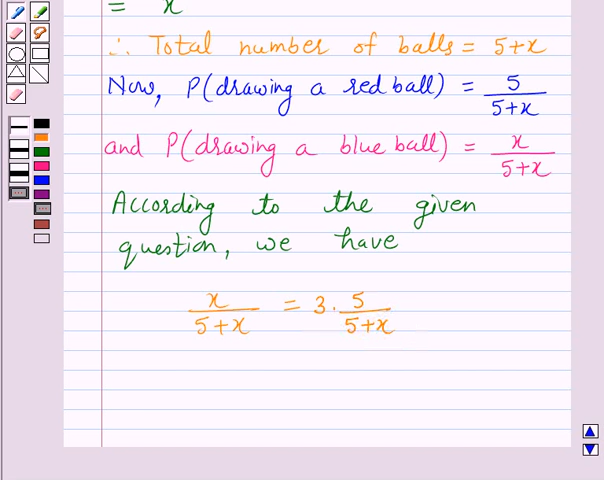 = x
∴ Total number of balls = 5+x
Now, P(drawing a red ball) = 5/(5+x)
and P(drawing a blue ball) = x/(5+x)
According to the given
question, we have
x/(5+x) = 3. 5/(5+x)